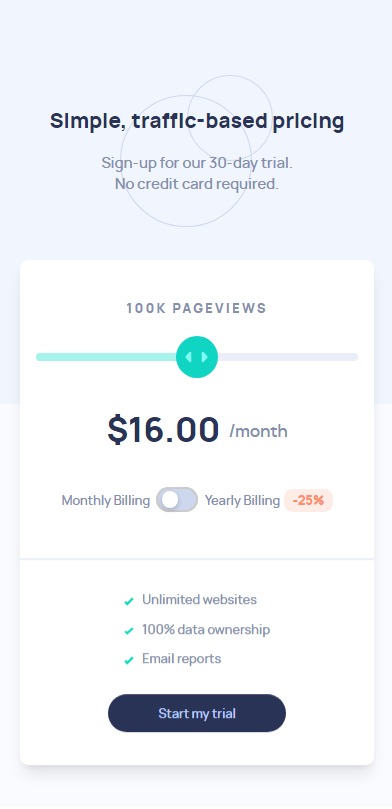 Simple, traffic-based pricing
Sign-up for our 30-day trial.
No credit card required.
100K PAGEVIEWS
$16.00 /month
Monthly Billing Yearly Billing -25%
Unlimited websites
100% data ownership
Email reports
Start my trial